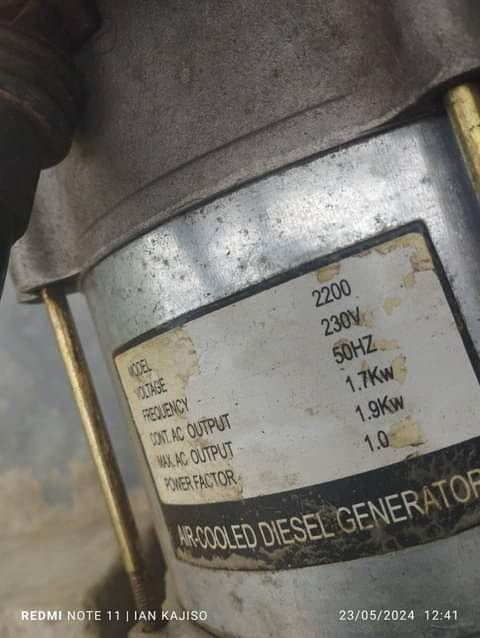 MODEL 2200
VOLTAGE 230V
FREQUENCY 50HZ
CONT. AC OUTPUT 1.7Kw
MAX. AC OUTPUT 1.9Kw
POWER FACTOR 1.0
AIR-COOLED DIESEL GENERATOR
REDMI NOTE 11 | IAN KAJISO 23/05/2024 12:41